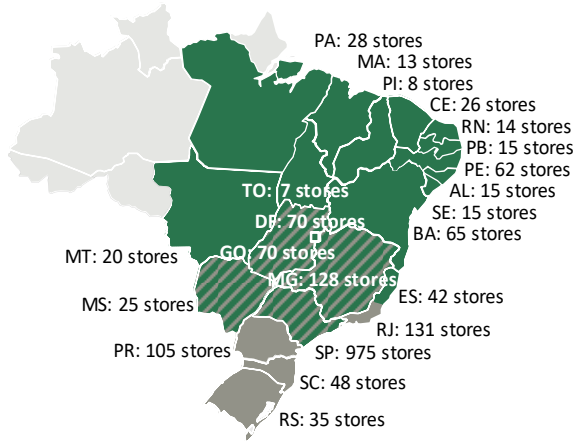 PA: 28 stores
MA: 13 stores
PI: 8 stores
CE: 26 stores
RN: 14 stores
PB: 15 stores
PE: 62 stores
TO: 7 stores
AL: 15 stores
SE: 15 stores
DF: 70 stores
BA: 65 stores
GO: 70 stores
MT: 20 stores
MG: 128 stores
MS: 25 stores
ES: 42 stores
RJ: 131 stores
PR: 105 stores
SP: 975 stores
SC: 48 stores
RS: 35 stores